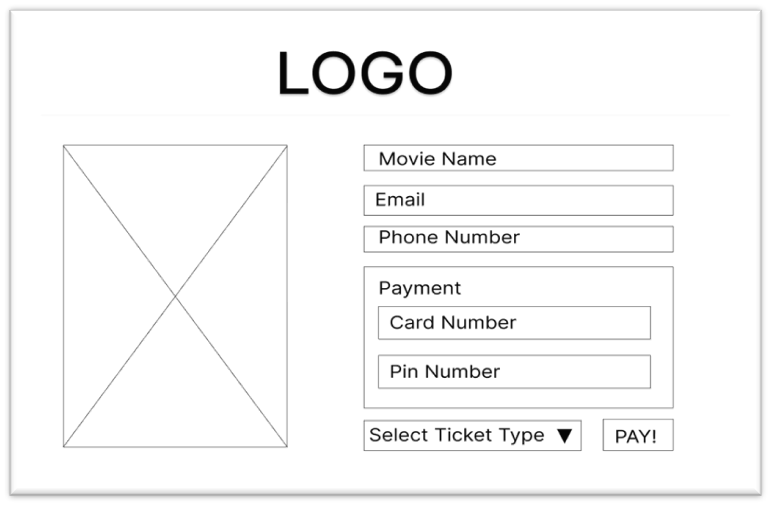 LOGO
Movie Name
Email
Phone Number
Payment
Card Number
Pin Number
Select Ticket Type ▼ PAY!